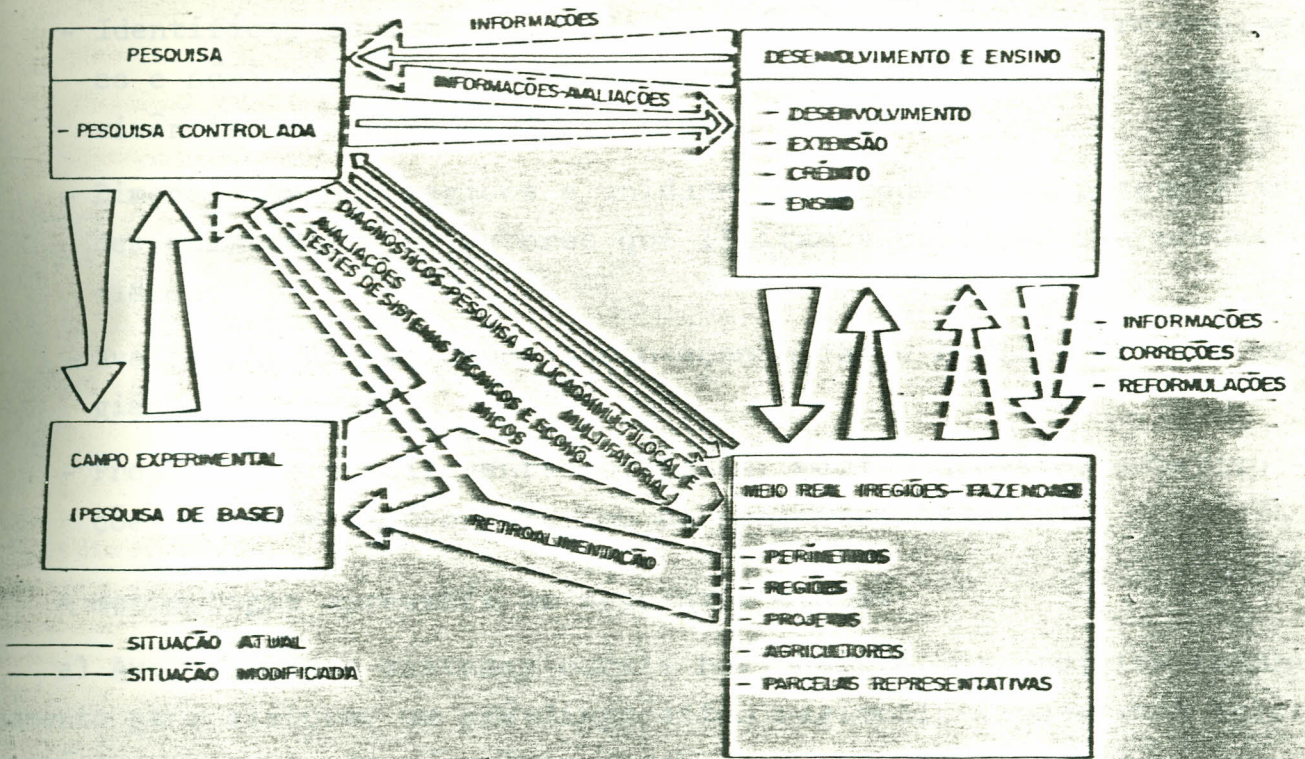 INFORMAÇÕES
PESQUISA
- PESQUISA CONTROLADA
INFORMAÇÕES-AVALIAÇÕES
DESENVOLVIMENTO E ENSINO
- DESENVOLVIMENTO
- EXTENSÃO
- CRÉDITO
- ENSINO
- DIAGNOSTICOS-PESQUISA APLICADA(MULTILOCAL E
MULTIFATORIAL)
- AVALIAÇÕES
- TESTES DE SISTEMAS TÉCNICOS E ECONÔ-
MICOS
- INFORMAÇÕES
- CORREÇÕES
- REFORMULAÇÕES
CAMPO EXPERIMENTAL
(PESQUISA DE BASE)
RETROALIMENTAÇÃO
MEIO REAL (REGIÕES-FAZENDAS)
- PERÍMETROS
- REGIÕES
- PROJETOS
- AGRICULTORES
- PARCELAS REPRESENTATIVAS
SITUAÇÃO ATUAL
SITUAÇÃO MODIFICADA